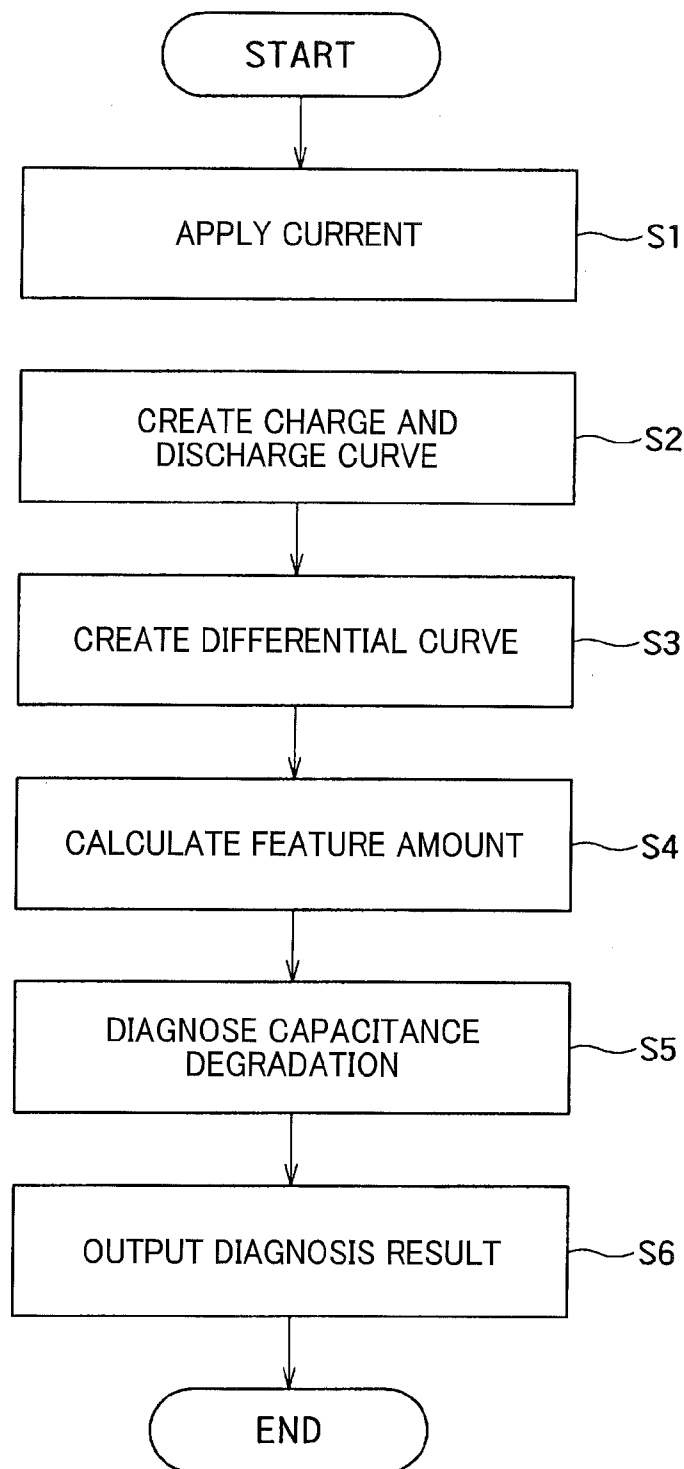 START
APPLY CURRENT
S1
CREATE CHARGE AND
DISCHARGE CURVE
S2
CREATE DIFFERENTIAL CURVE
S3
CALCULATE FEATURE AMOUNT
S4
DIAGNOSE CAPACITANCE
DEGRADATION
S5
OUTPUT DIAGNOSIS RESULT
S6
END